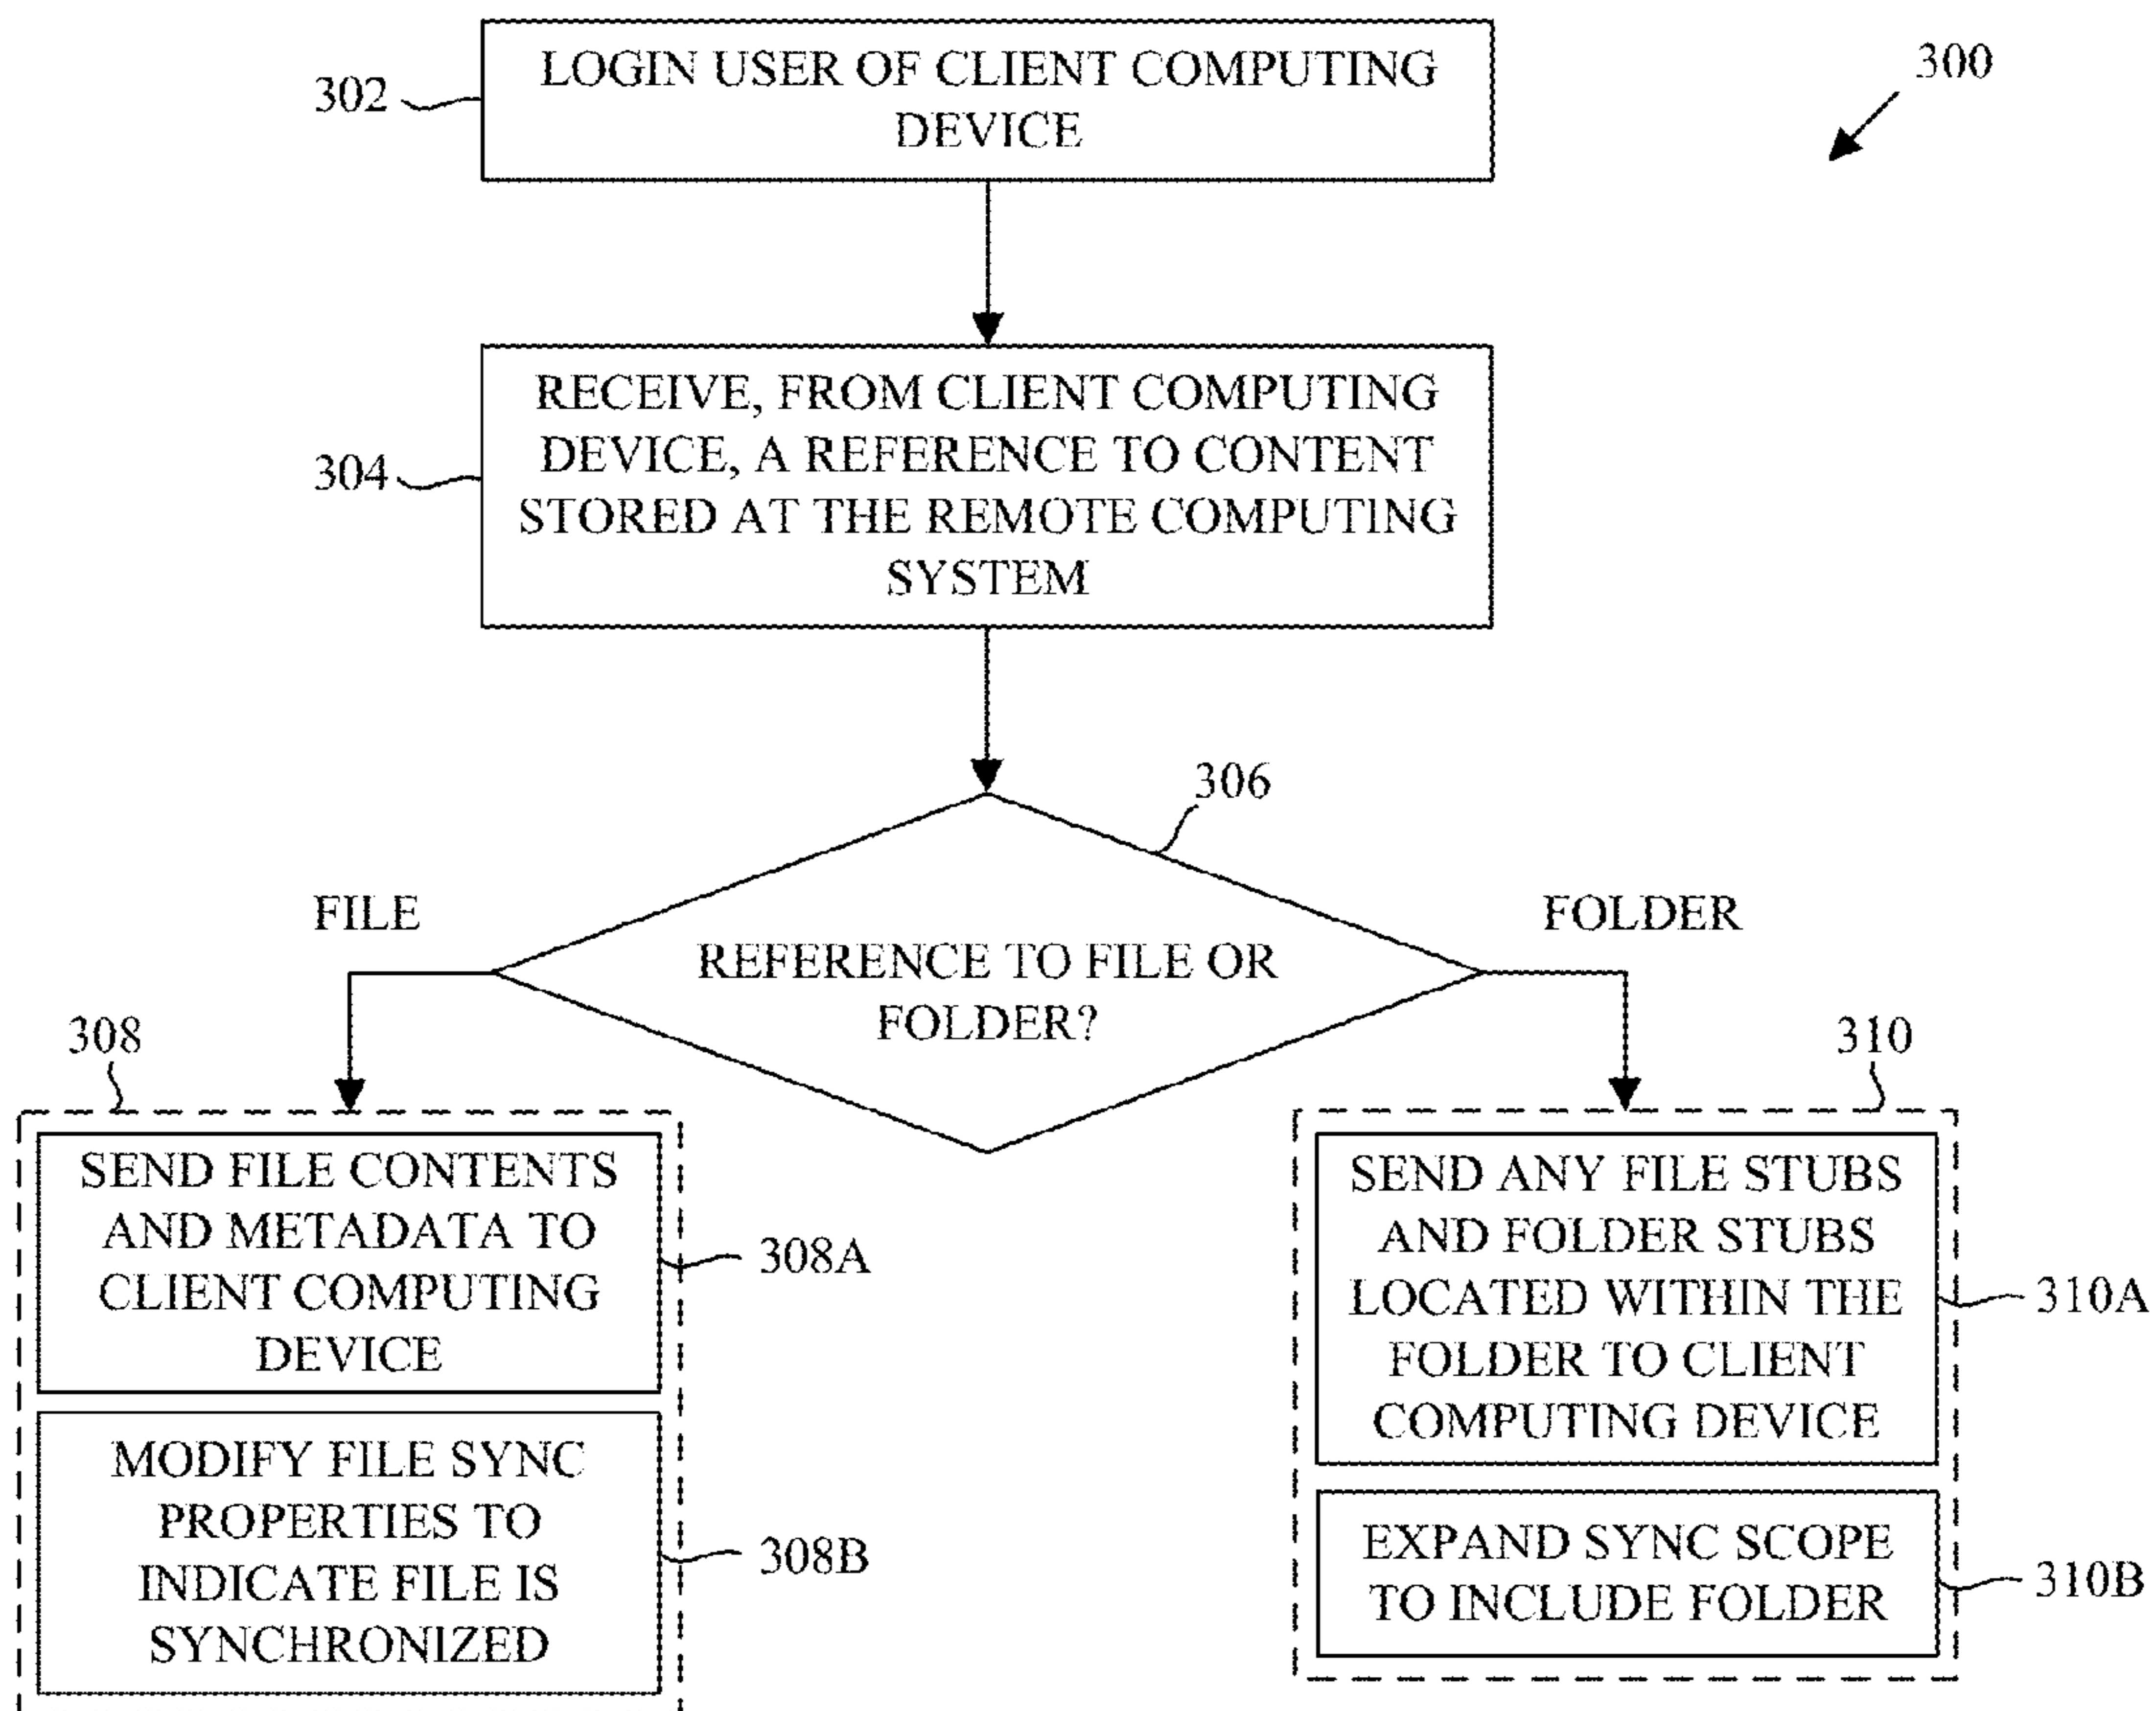 LOGIN USER OF CLIENT COMPUTING
DEVICE
302
300
RECEIVE, FROM CLIENT COMPUTING
DEVICE, A REFERENCE TO CONTENT
STORED AT THE REMOTE COMPUTING
SYSTEM
304
306
FILE
FOLDER
REFERENCE TO FILE OR
FOLDER?
308
SEND FILE CONTENTS
AND METADATA TO
CLIENT COMPUTING
DEVICE
308A
MODIFY FILE SYNC
PROPERTIES TO
INDICATE FILE IS
SYNCHRONIZED
308B
310
SEND ANY FILE STUBS
AND FOLDER STUBS
LOCATED WITHIN THE
FOLDER TO CLIENT
COMPUTING DEVICE
310A
EXPAND SYNC SCOPE
TO INCLUDE FOLDER
310B